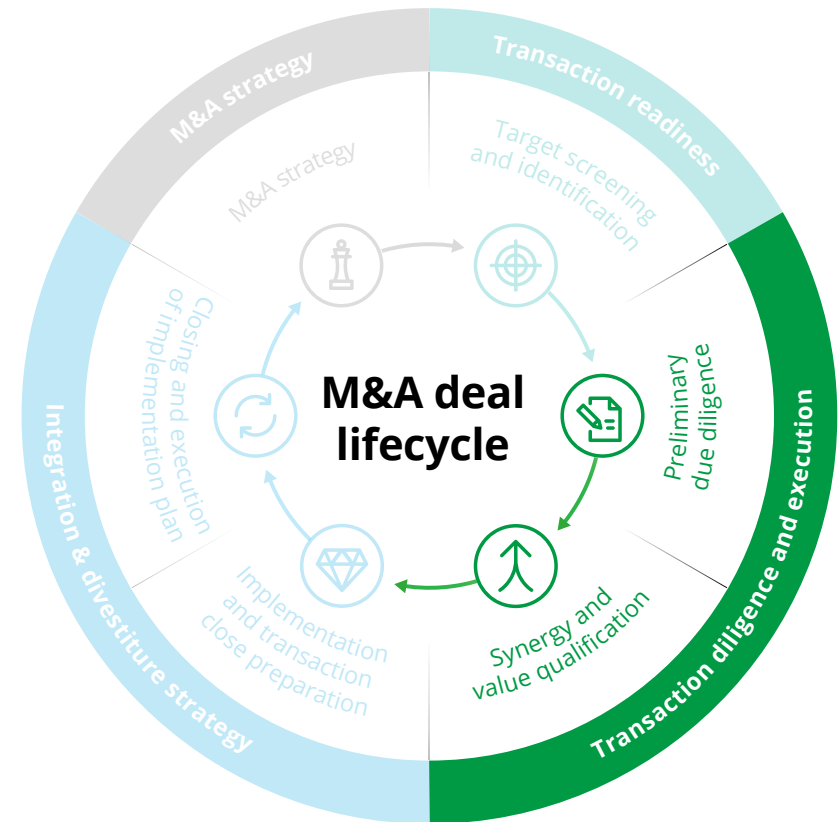 M&A strategy
Transaction readiness
M&A strategy
Target screening
and identification
Closing and execution
of implementation plan
M&A deal
lifecycle
Preliminary
due diligence
Integration & divestiture strategy
Transaction diligence and execution
Implementation
and transaction
close preparation
Synergy and
value qualification